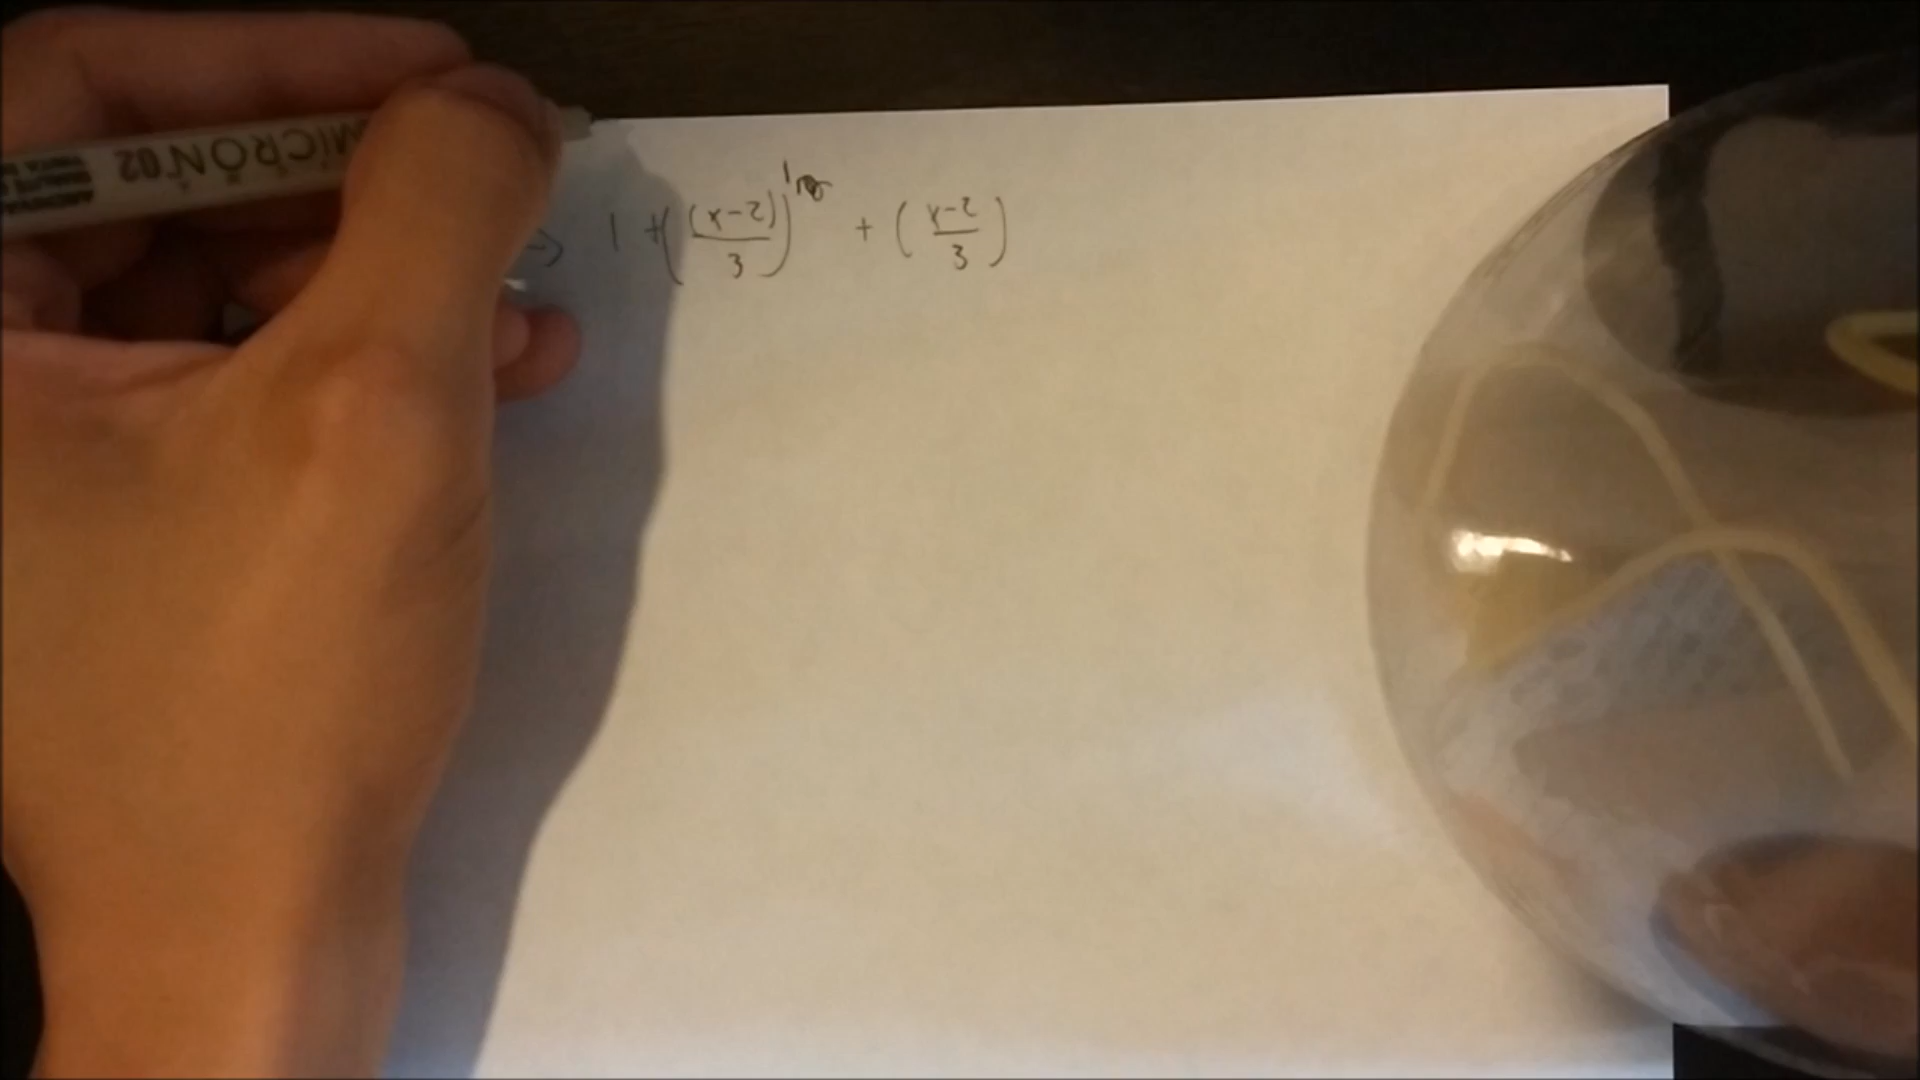 MICRON 02
→ 1 + ((x-2)/3)^1 + ((x-2)/3)